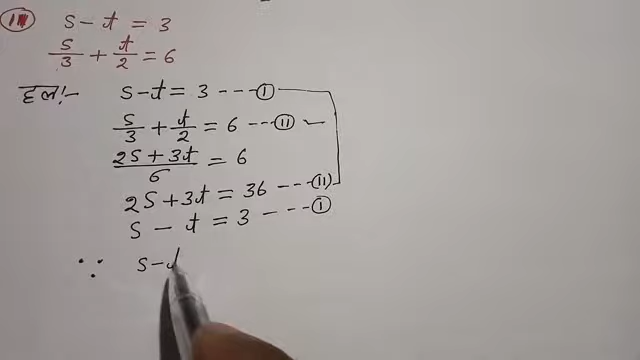 (11) s - t = 3
s/3 + t/2 = 6
हल:- s - t = 3 --- (I)
s/3 + t/2 = 6 --- (II)
(2s + 3t)/6 = 6
2s + 3t = 36 --- (II)
s - t = 3 --- (I)
∵ s - t